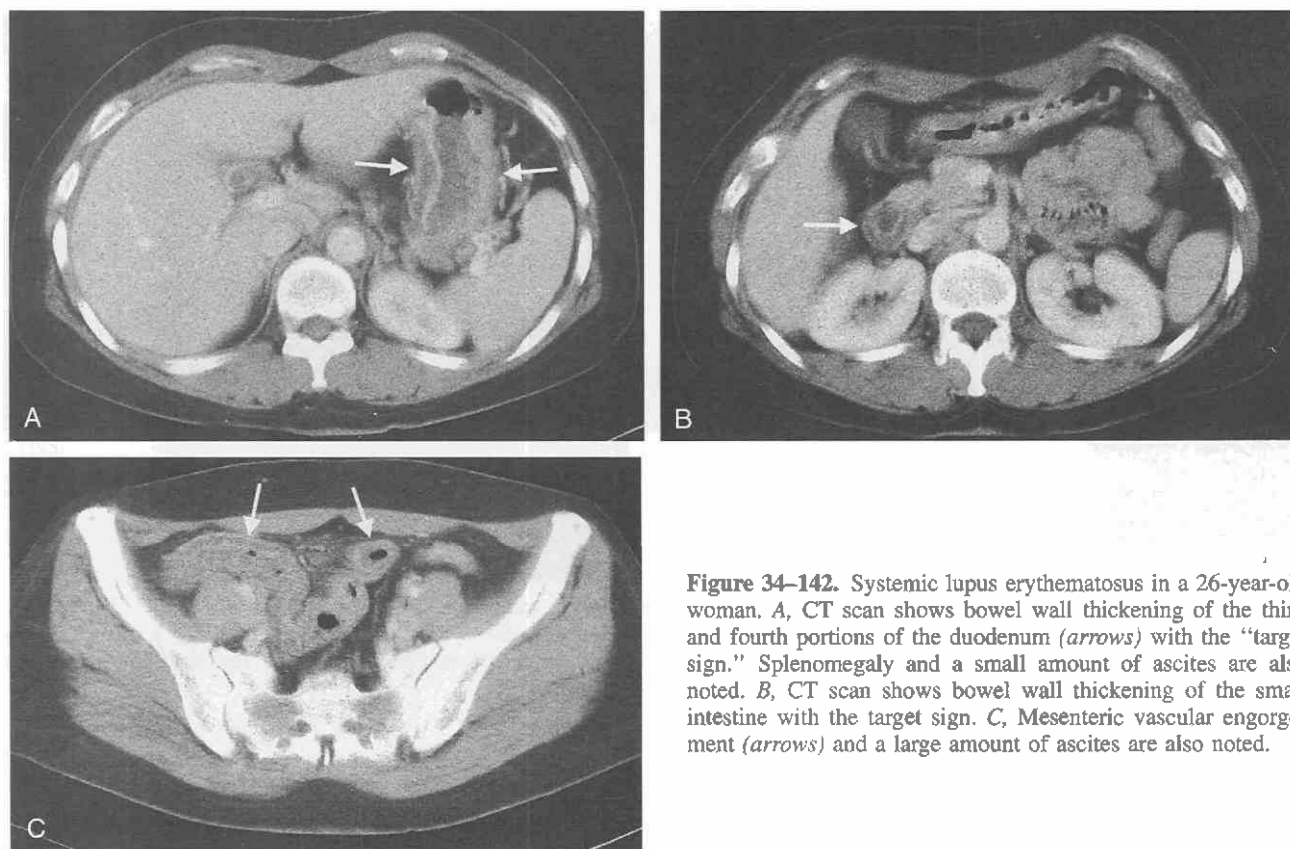 A
B
C
Figure 34–142. Systemic lupus erythematosus in a 26-year-ol
woman. A, CT scan shows bowel wall thickening of the thir
and fourth portions of the duodenum (arrows) with the “targ
sign.” Splenomegaly and a small amount of ascites are als
noted. B, CT scan shows bowel wall thickening of the sma
intestine with the target sign. C, Mesenteric vascular engorg-
ment (arrows) and a large amount of ascites are also noted.